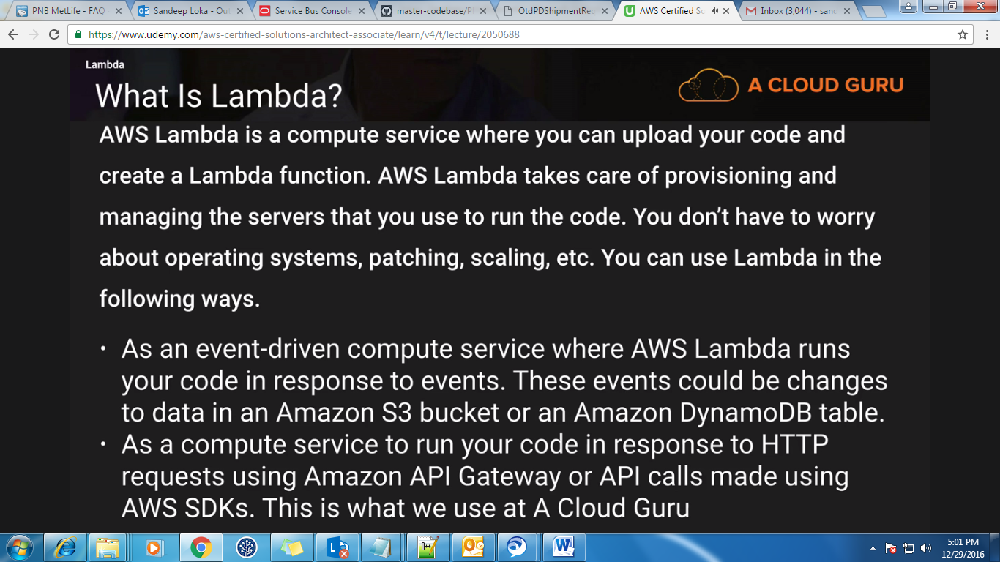 PNB MetLife - FAQ
Sandeep Loka - Out
Service Bus Console
master-codebase/P
OtdPDShipmentRe
AWS Certified So
Inbox (3,044) - sand
https://www.udemy.com/aws-certified-solutions-architect-associate/learn/v4/t/lecture/2050688
Lambda
What Is Lambda?
A CLOUD GURU
AWS Lambda is a compute service where you can upload your code and
create a Lambda function. AWS Lambda takes care of provisioning and
managing the servers that you use to run the code. You don’t have to worry
about operating systems, patching, scaling, etc. You can use Lambda in the
following ways.
• As an event-driven compute service where AWS Lambda runs
your code in response to events. These events could be changes
to data in an Amazon S3 bucket or an Amazon DynamoDB table.
• As a compute service to run your code in response to HTTP
requests using Amazon API Gateway or API calls made using
AWS SDKs. This is what we use at A Cloud Guru
5:01 PM
12/29/2016